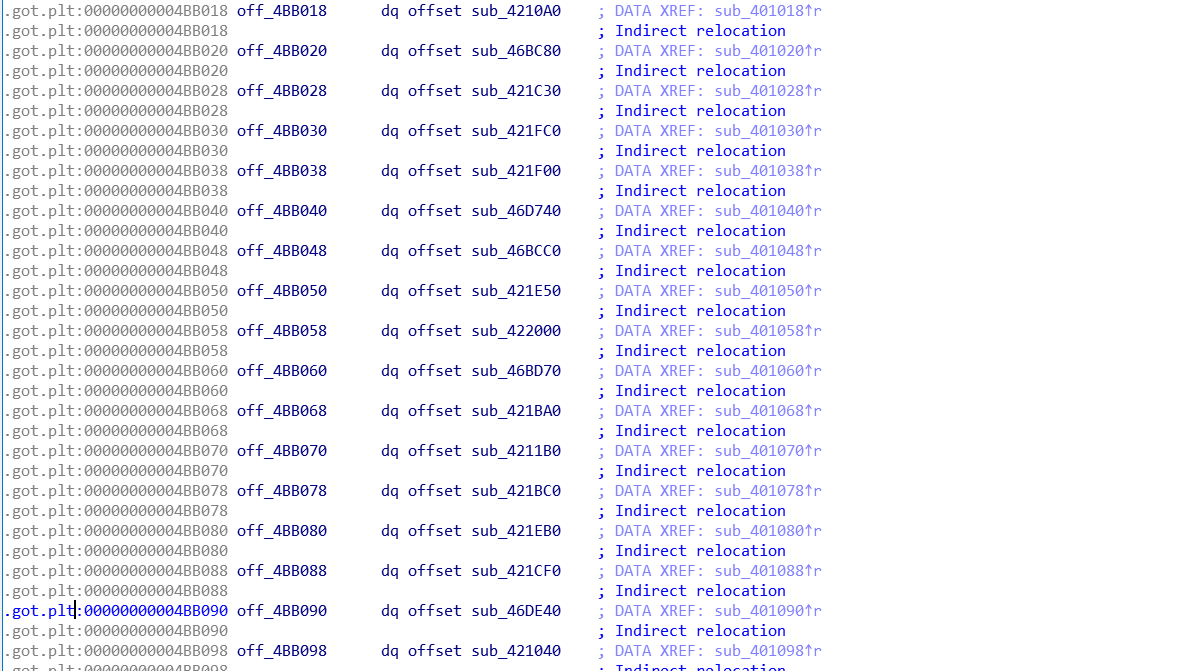 .got.plt:00000000004BB018 off_4BB018 dq offset sub_4210A0 ; DATA XREF: sub_401018↑r
.got.plt:00000000004BB018 ; Indirect relocation
.got.plt:00000000004BB020 off_4BB020 dq offset sub_46BC80 ; DATA XREF: sub_401020↑r
.got.plt:00000000004BB020 ; Indirect relocation
.got.plt:00000000004BB028 off_4BB028 dq offset sub_421C30 ; DATA XREF: sub_401028↑r
.got.plt:00000000004BB028 ; Indirect relocation
.got.plt:00000000004BB030 off_4BB030 dq offset sub_421FC0 ; DATA XREF: sub_401030↑r
.got.plt:00000000004BB030 ; Indirect relocation
.got.plt:00000000004BB038 off_4BB038 dq offset sub_421F00 ; DATA XREF: sub_401038↑r
.got.plt:00000000004BB038 ; Indirect relocation
.got.plt:00000000004BB040 off_4BB040 dq offset sub_46D740 ; DATA XREF: sub_401040↑r
.got.plt:00000000004BB040 ; Indirect relocation
.got.plt:00000000004BB048 off_4BB048 dq offset sub_46BCC0 ; DATA XREF: sub_401048↑r
.got.plt:00000000004BB048 ; Indirect relocation
.got.plt:00000000004BB050 off_4BB050 dq offset sub_421E50 ; DATA XREF: sub_401050↑r
.got.plt:00000000004BB050 ; Indirect relocation
.got.plt:00000000004BB058 off_4BB058 dq offset sub_422000 ; DATA XREF: sub_401058↑r
.got.plt:00000000004BB058 ; Indirect relocation
.got.plt:00000000004BB060 off_4BB060 dq offset sub_46BD70 ; DATA XREF: sub_401060↑r
.got.plt:00000000004BB060 ; Indirect relocation
.got.plt:00000000004BB068 off_4BB068 dq offset sub_421BA0 ; DATA XREF: sub_401068↑r
.got.plt:00000000004BB068 ; Indirect relocation
.got.plt:00000000004BB070 off_4BB070 dq offset sub_4211B0 ; DATA XREF: sub_401070↑r
.got.plt:00000000004BB070 ; Indirect relocation
.got.plt:00000000004BB078 off_4BB078 dq offset sub_421BC0 ; DATA XREF: sub_401078↑r
.got.plt:00000000004BB078 ; Indirect relocation
.got.plt:00000000004BB080 off_4BB080 dq offset sub_421EB0 ; DATA XREF: sub_401080↑r
.got.plt:00000000004BB080 ; Indirect relocation
.got.plt:00000000004BB088 off_4BB088 dq offset sub_421CF0 ; DATA XREF: sub_401088↑r
.got.plt:00000000004BB088 ; Indirect relocation
.got.plt:00000000004BB090 off_4BB090 dq offset sub_46DE40 ; DATA XREF: sub_401090↑r
.got.plt:00000000004BB090 ; Indirect relocation
.got.plt:00000000004BB098 off_4BB098 dq offset sub_421040 ; DATA XREF: sub_401098↑r
.got.plt:00000000004BB098 ; Indirect relocation